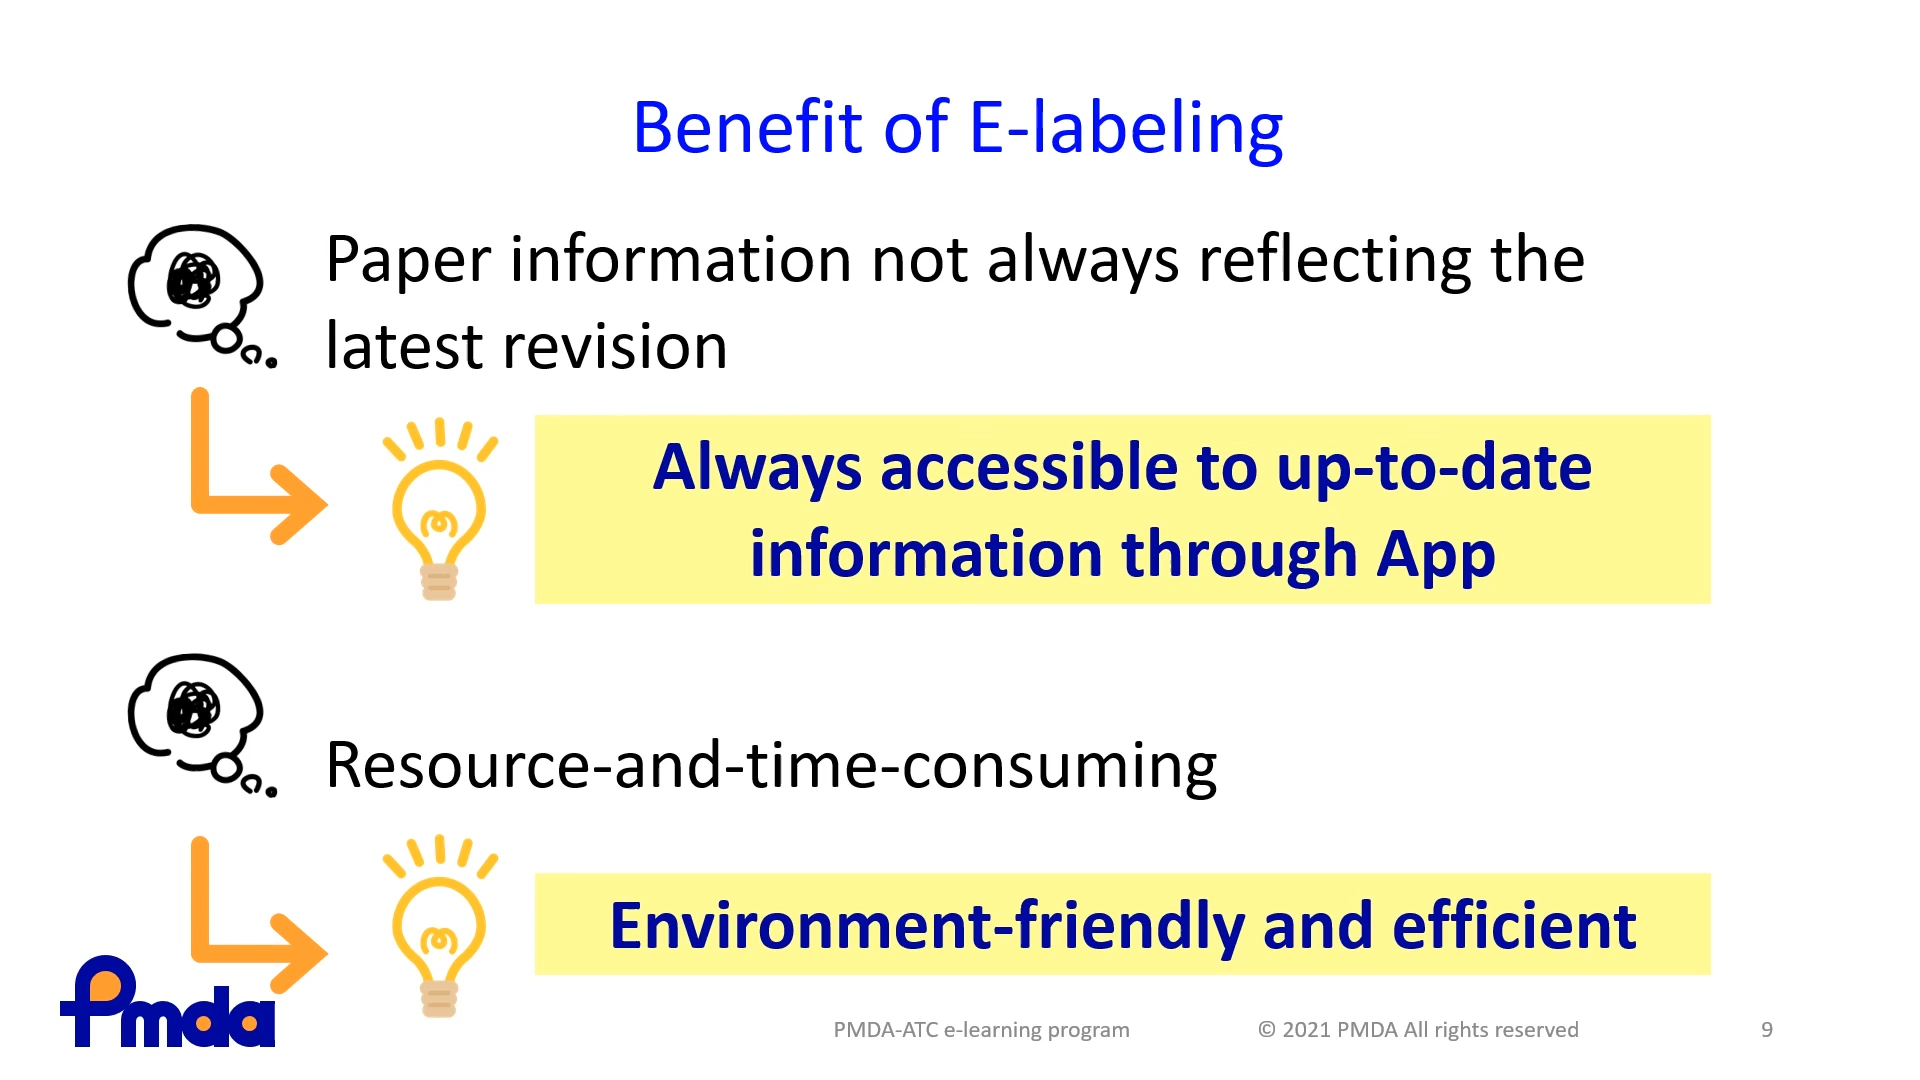 Benefit of E-labeling
Paper information not always reflecting the
latest revision
Always accessible to up-to-date
information through App
Resource-and-time-consuming
Environment-friendly and efficient
Pmda
PMDA-ATC e-learning program
© 2021 PMDA All rights reserved
9